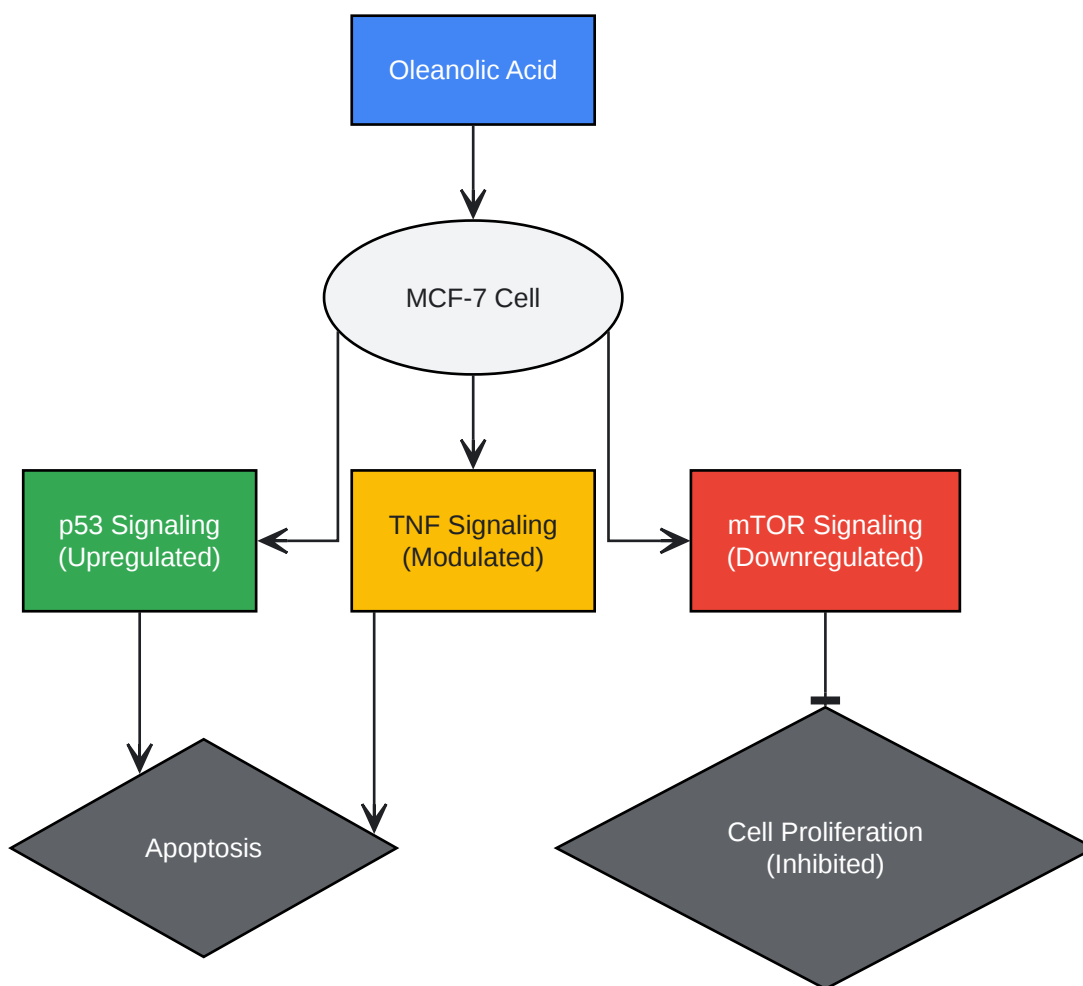 Oleanolic Acid
MCF-7 Cell
p53 Signaling
(Upregulated)
TNF Signaling
(Modulated)
mTOR Signaling
(Downregulated)
Apoptosis
Cell Proliferation
(Inhibited)